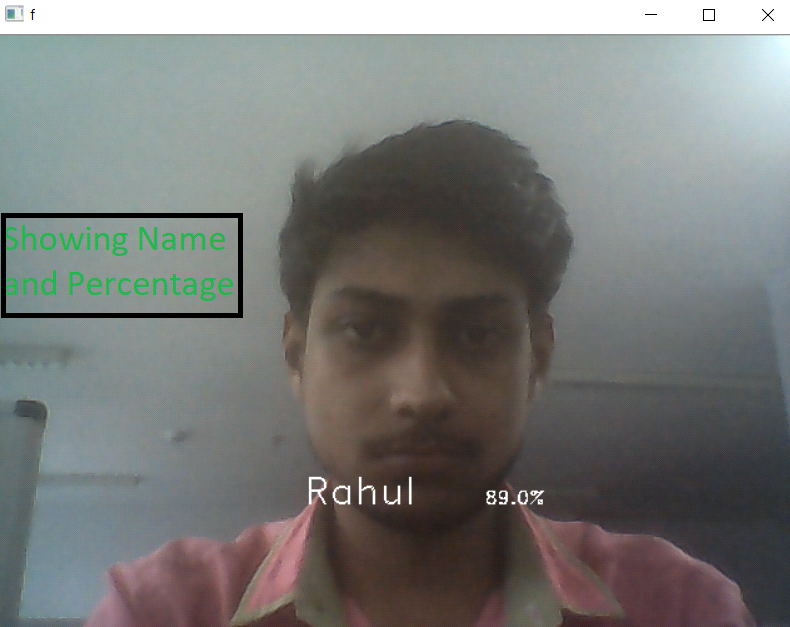 f
Showing Name
and Percentage
Rahul 89.0%